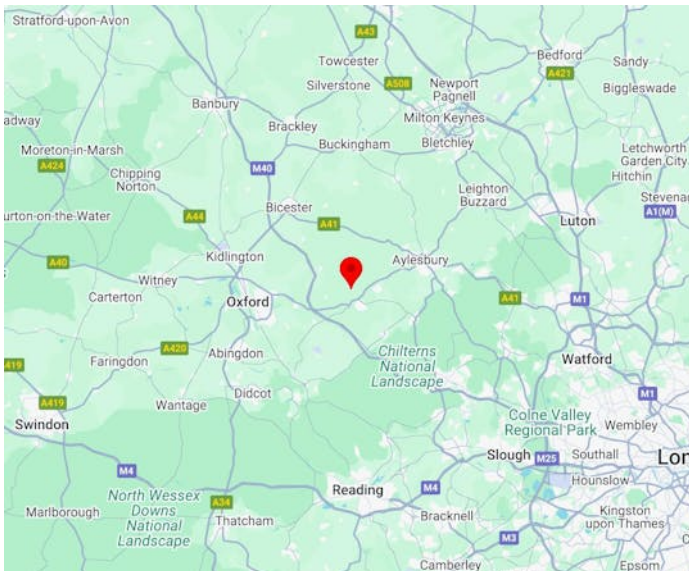 Stratford-upon-Avon
A43
Bedford
Sandy
Towcester
A421
Silverstone
A508
Newport
Pagnell
Biggleswade
Banbury
Milton Keynes
Brackley
Bletchley
adway
Buckingham
Moreton-in-Marsh
Letchworth
Garden City
A424
M40
Chipping
Norton
Hitchin
Leighton
Buzzard
Stevena
Bicester
urton-on-the-Water
A44
A41
Luton
A1(M)
Kidlington
Aylesbury
A40
Witney
Carterton
Oxford
A41
M1
A420
Chilterns
National
Landscape
Faringdon
Abingdon
Watford
419
Didcot
M1
A419
Wantage
Colne Valley
Regional Park
Swindon
Wembley
Slough
M25
Southall
Lon
M4
Hounslow
North Wessex
Downs
National
Landscape
Reading
M4
A34
Marlborough
Thatcham
Bracknell
Kingston
upon Thames
M3
Camberley
Epsom
C